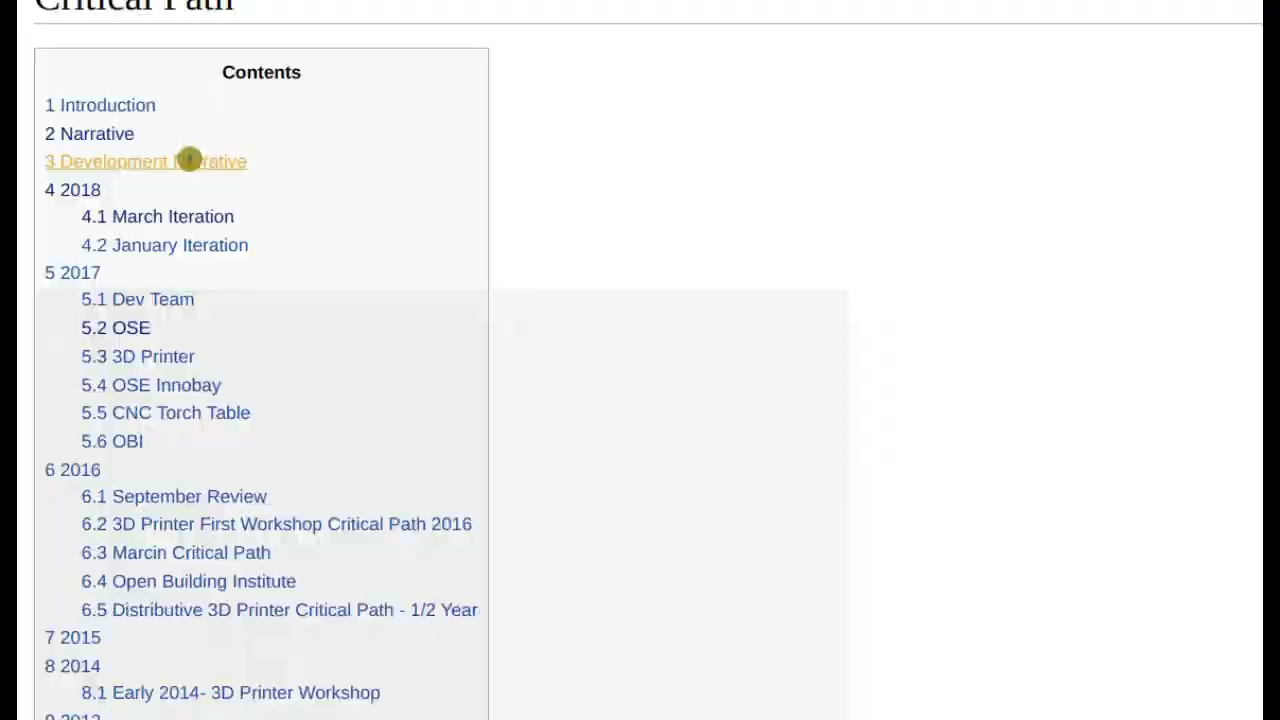 Critical Path
Contents
1 Introduction
2 Narrative
3 Development Narrative
4 2018
4.1 March Iteration
4.2 January Iteration
5 2017
5.1 Dev Team
5.2 OSE
5.3 3D Printer
5.4 OSE Innobay
5.5 CNC Torch Table
5.6 OBI
6 2016
6.1 September Review
6.2 3D Printer First Workshop Critical Path 2016
6.3 Marcin Critical Path
6.4 Open Building Institute
6.5 Distributive 3D Printer Critical Path - 1/2 Year
7 2015
8 2014
8.1 Early 2014- 3D Printer Workshop
9 2013